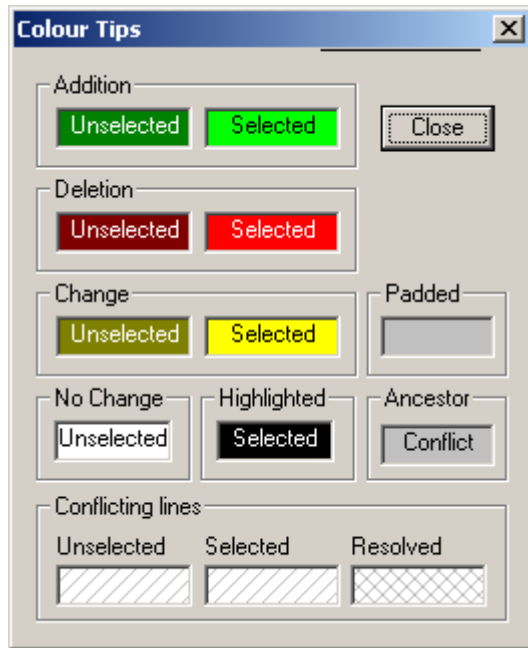 Colour Tips
Addition
Unselected Selected
Close
Deletion
Unselected Selected
Change
Unselected Selected
Padded
No Change
Unselected
Highlighted
Selected
Ancestor
Conflict
Conflicting lines
Unselected Selected Resolved